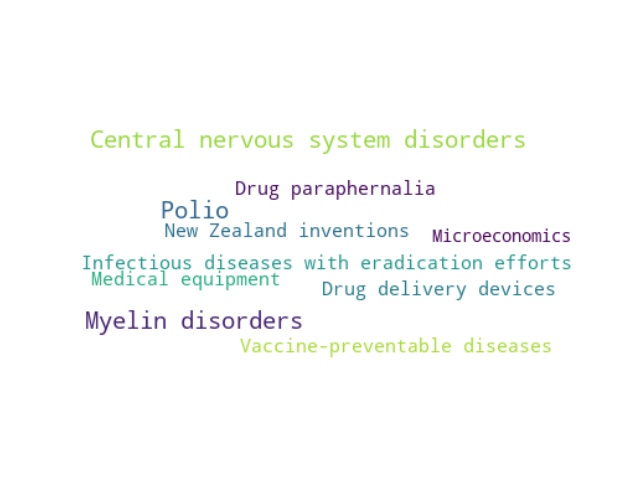 Central nervous system disorders
Drug paraphernalia
Polio
New Zealand inventions
Microeconomics
Infectious diseases with eradication efforts
Medical equipment
Drug delivery devices
Myelin disorders
Vaccine-preventable diseases